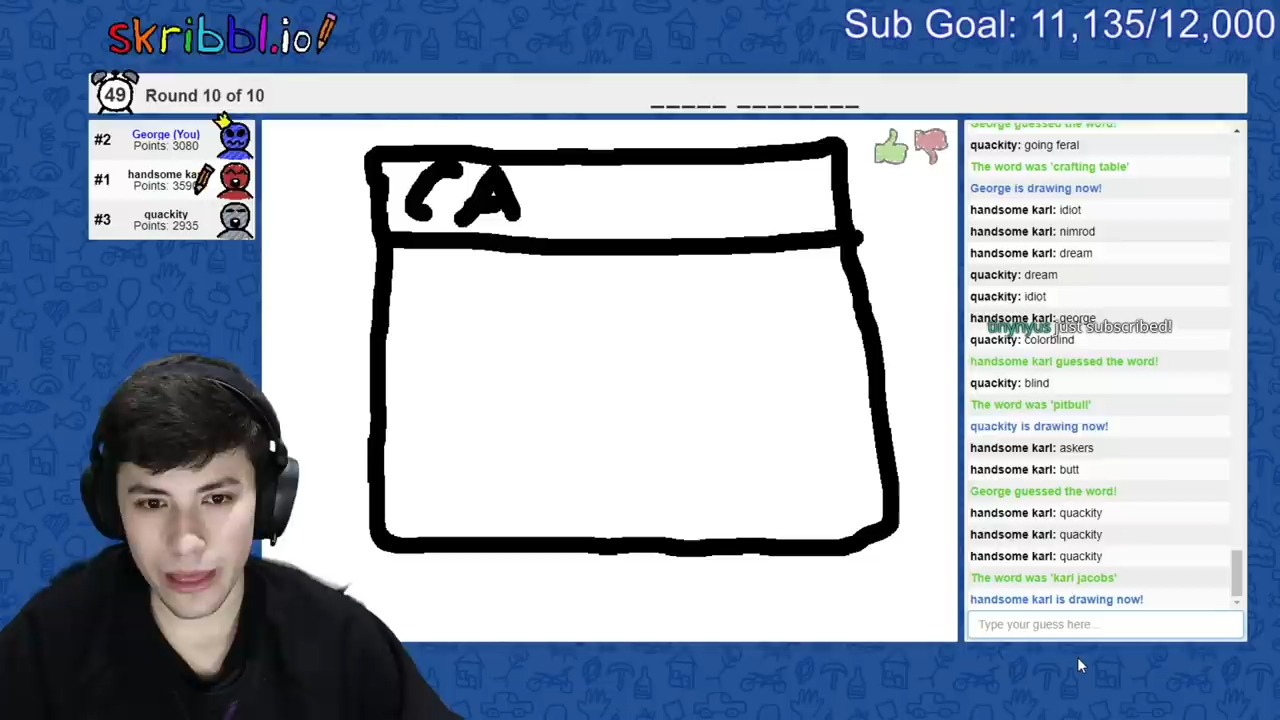 skribbl.io
Sub Goal: 11,135/12,000
49
Round 10 of 10
_____ ________
#2
George (You)
Points: 3080
#1
handsome ka
Points: 359
#3
quackity
Points: 2935
CA
George guessed the word!
quackity: going feral
The word was 'crafting table'
George is drawing now!
handsome karl: idiot
handsome karl: nimrod
handsome karl: dream
quackity: dream
quackity: idiot
handsome karl: george
tinynyus just subscribed!
quackity: colorblind
handsome karl guessed the word!
quackity: blind
The word was 'pitbull'
quackity is drawing now!
handsome karl: askers
handsome karl: butt
George guessed the word!
handsome karl: quackity
handsome karl: quackity
handsome karl: quackity
The word was 'karl jacobs'
handsome karl is drawing now!
Type your guess here...